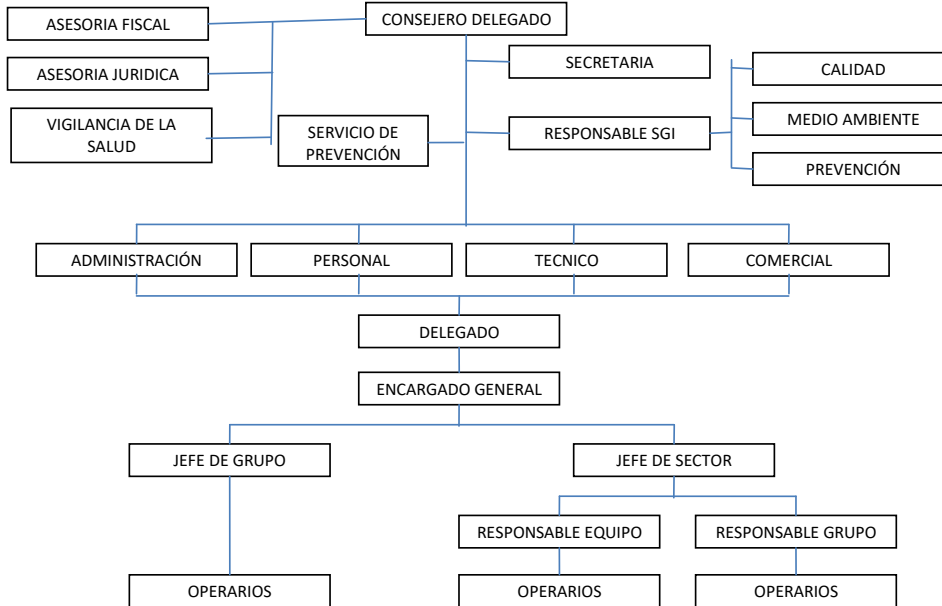 CONSEJERO DELEGADO
ASESORIA FISCAL
SECRETARIA
ASESORIA JURIDICA
CALIDAD
VIGILANCIA DE LA
SALUD
SERVICIO DE
PREVENCIÓN
RESPONSABLE SGI
MEDIO AMBIENTE
PREVENCIÓN
ADMINISTRACIÓN
PERSONAL
TECNICO
COMERCIAL
DELEGADO
ENCARGADO GENERAL
JEFE DE GRUPO
JEFE DE SECTOR
RESPONSABLE EQUIPO
RESPONSABLE GRUPO
OPERARIOS
OPERARIOS
OPERARIOS